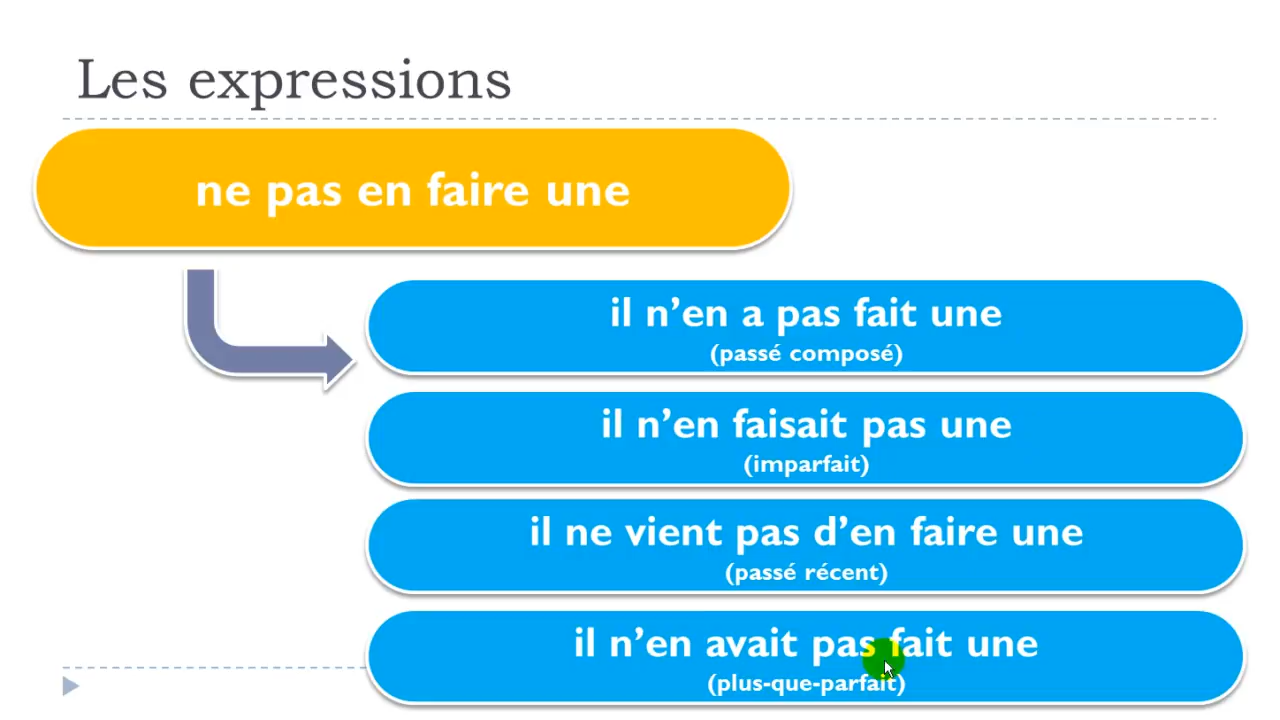 Les expressions
ne pas en faire une
il n’en a pas fait une
(passé composé)
il n’en faisait pas une
(imparfait)
il ne vient pas d’en faire une
(passé récent)
il n’en avait pas fait une
(plus-que-parfait)